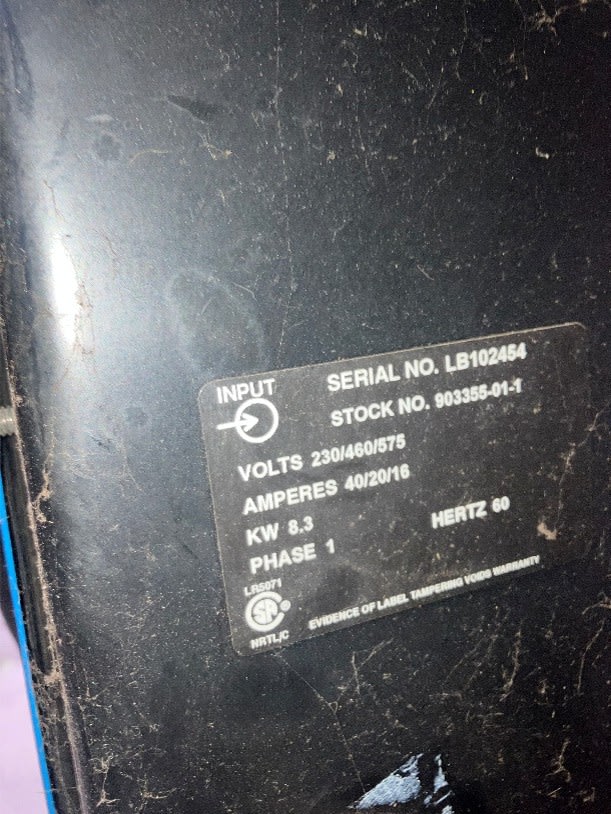 INPUT
SERIAL NO. LB102454
STOCK NO. 903355-01-1
VOLTS 230/460/575
AMPERES 40/20/16
KW 8.3
HERTZ 60
PHASE 1
LR5071
SA ®
NRTL/C
EVIDENCE OF LABEL TAMPERING VOIDS WARRANTY